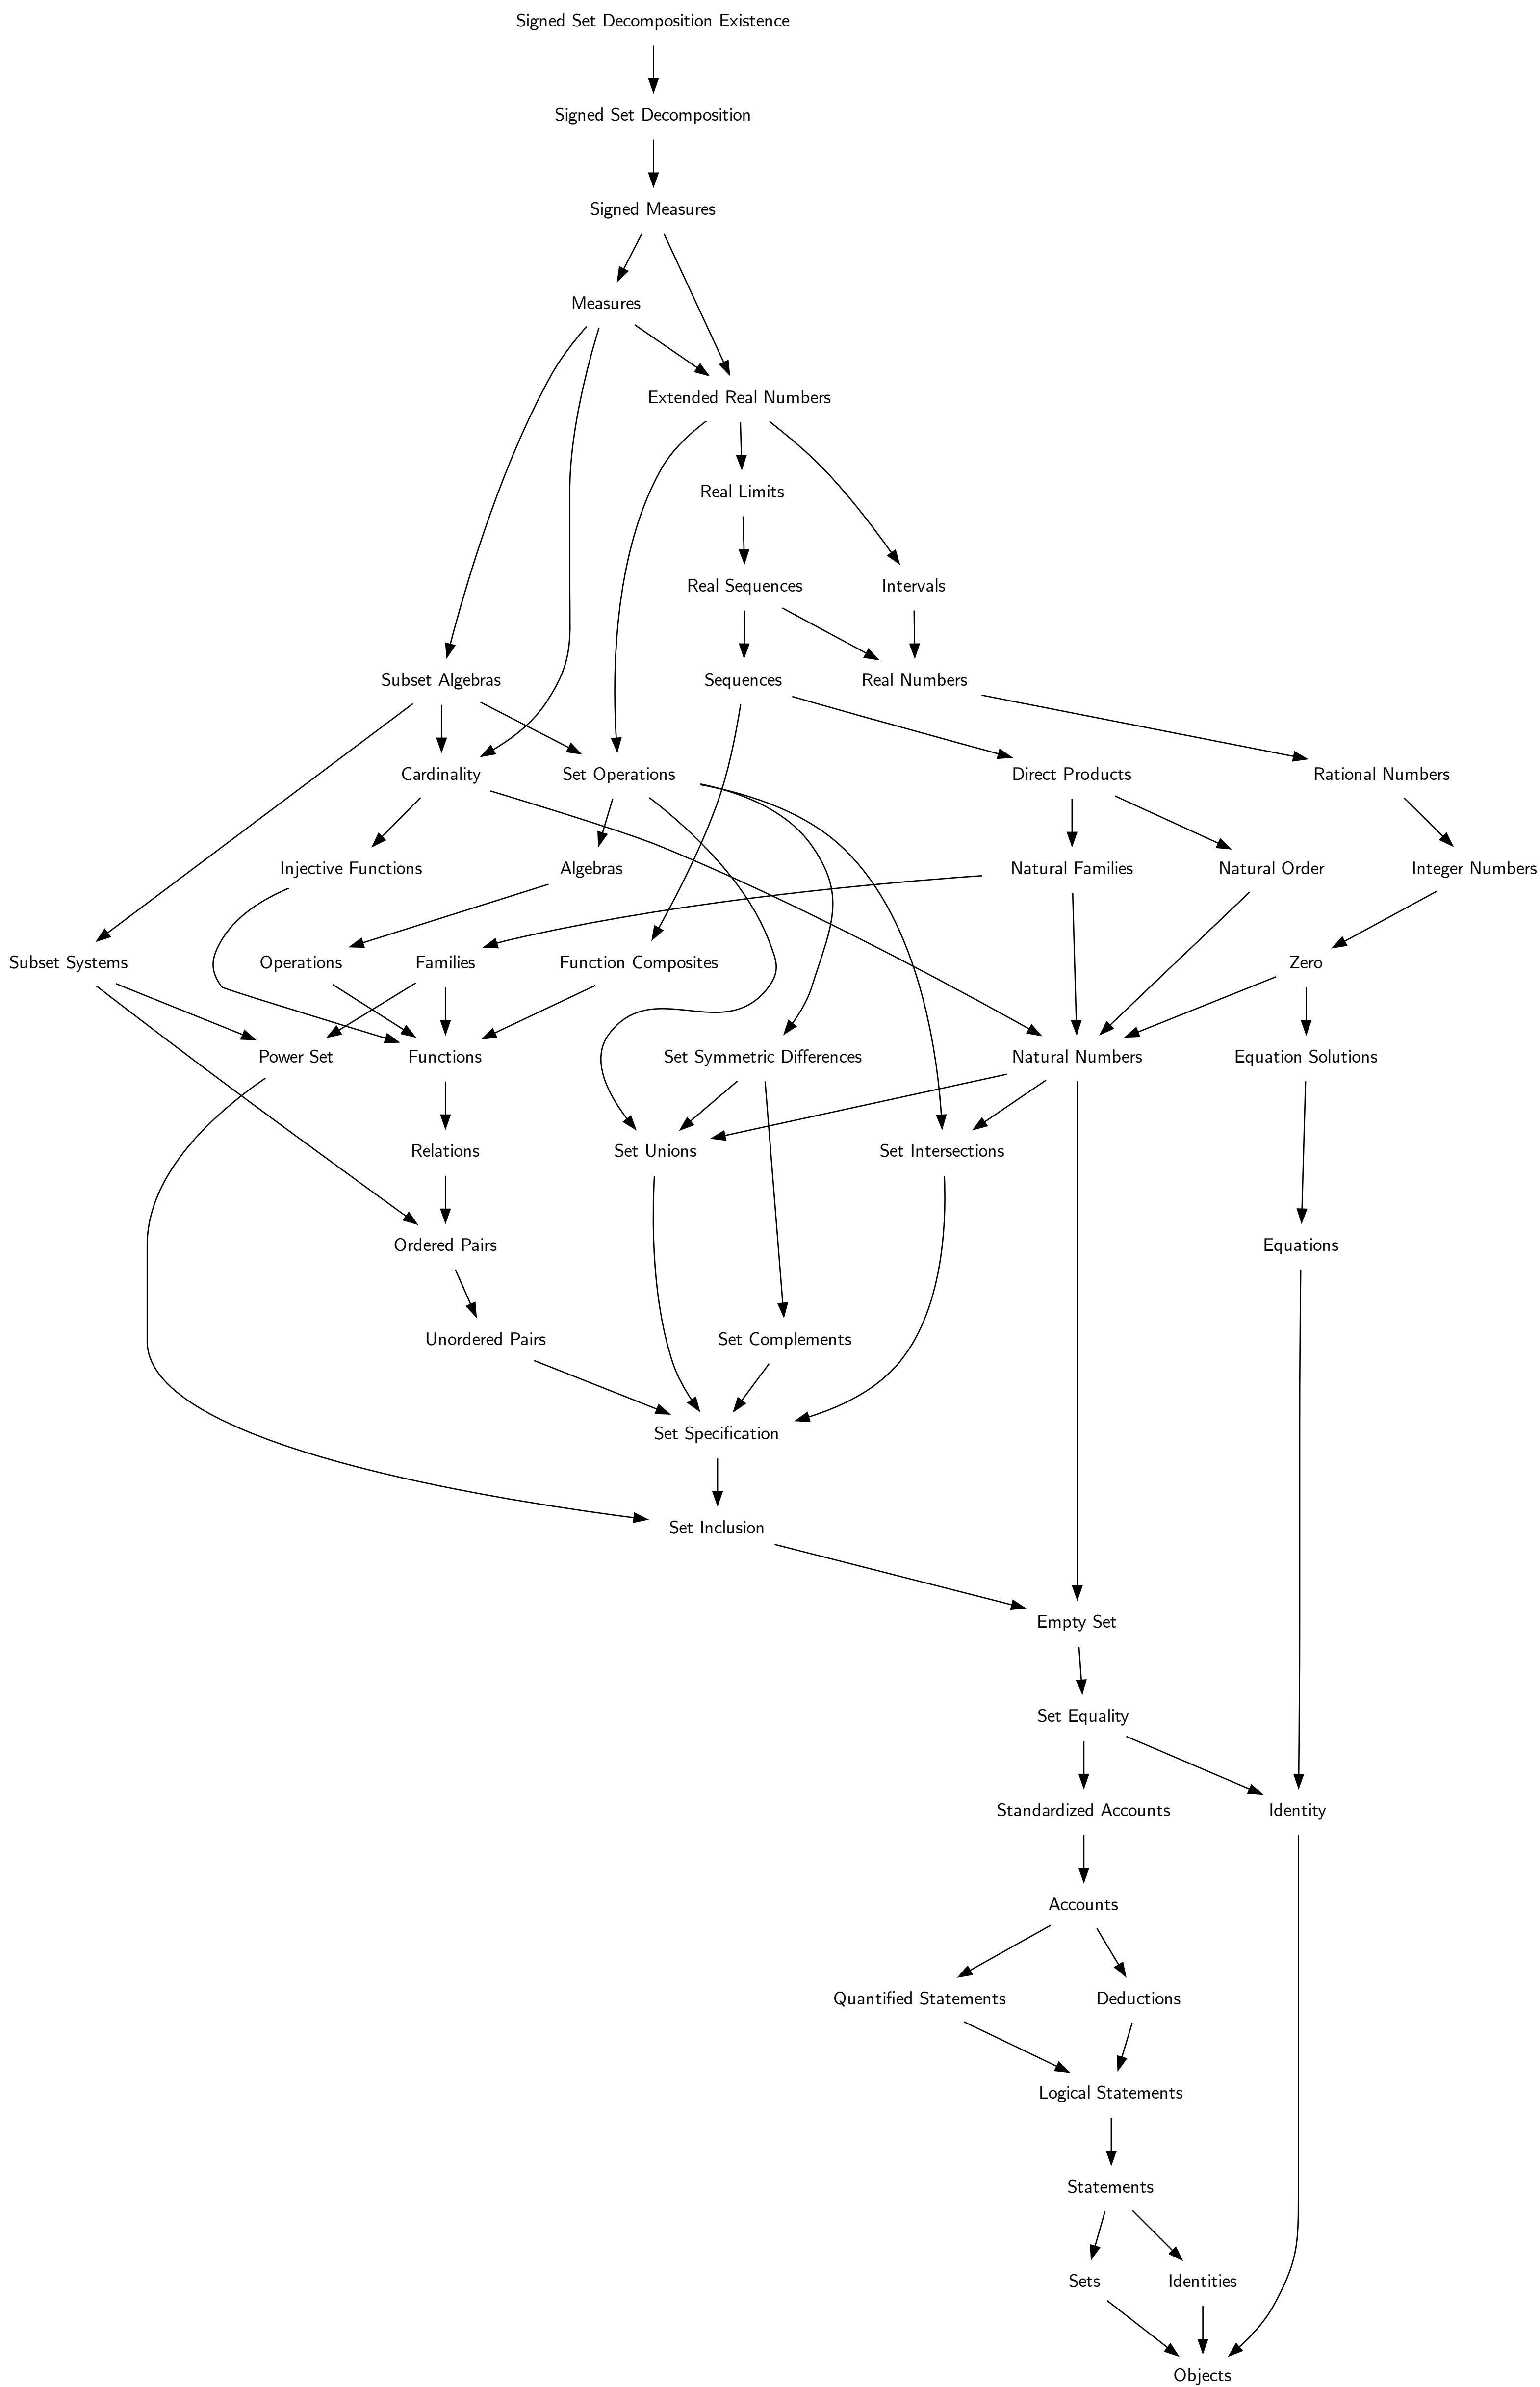 Signed Set Decomposition Existence
Signed Set Decomposition
Signed Measures
Measures
Extended Real Numbers
Real Limits
Real Sequences
Intervals
Subset Algebras
Sequences
Real Numbers
Cardinality
Set Operations
Direct Products
Rational Numbers
Injective Functions
Algebras
Natural Families
Natural Order
Integer Numbers
Subset Systems
Operations
Families
Function Composites
Zero
Power Set
Functions
Set Symmetric Differences
Natural Numbers
Equation Solutions
Relations
Set Unions
Set Intersections
Ordered Pairs
Equations
Unordered Pairs
Set Complements
Set Specification
Set Inclusion
Empty Set
Set Equality
Standardized Accounts
Identity
Accounts
Quantified Statements
Deductions
Logical Statements
Statements
Sets
Identities
Objects